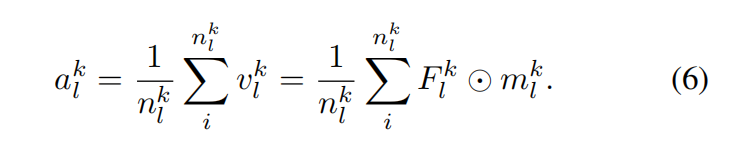 a_l^k = \frac{1}{n_l^k} \sum_i^{n_l^k} v_l^k = \frac{1}{n_l^k} \sum_i^{n_l^k} F_l^k \odot m_l^k. (6)